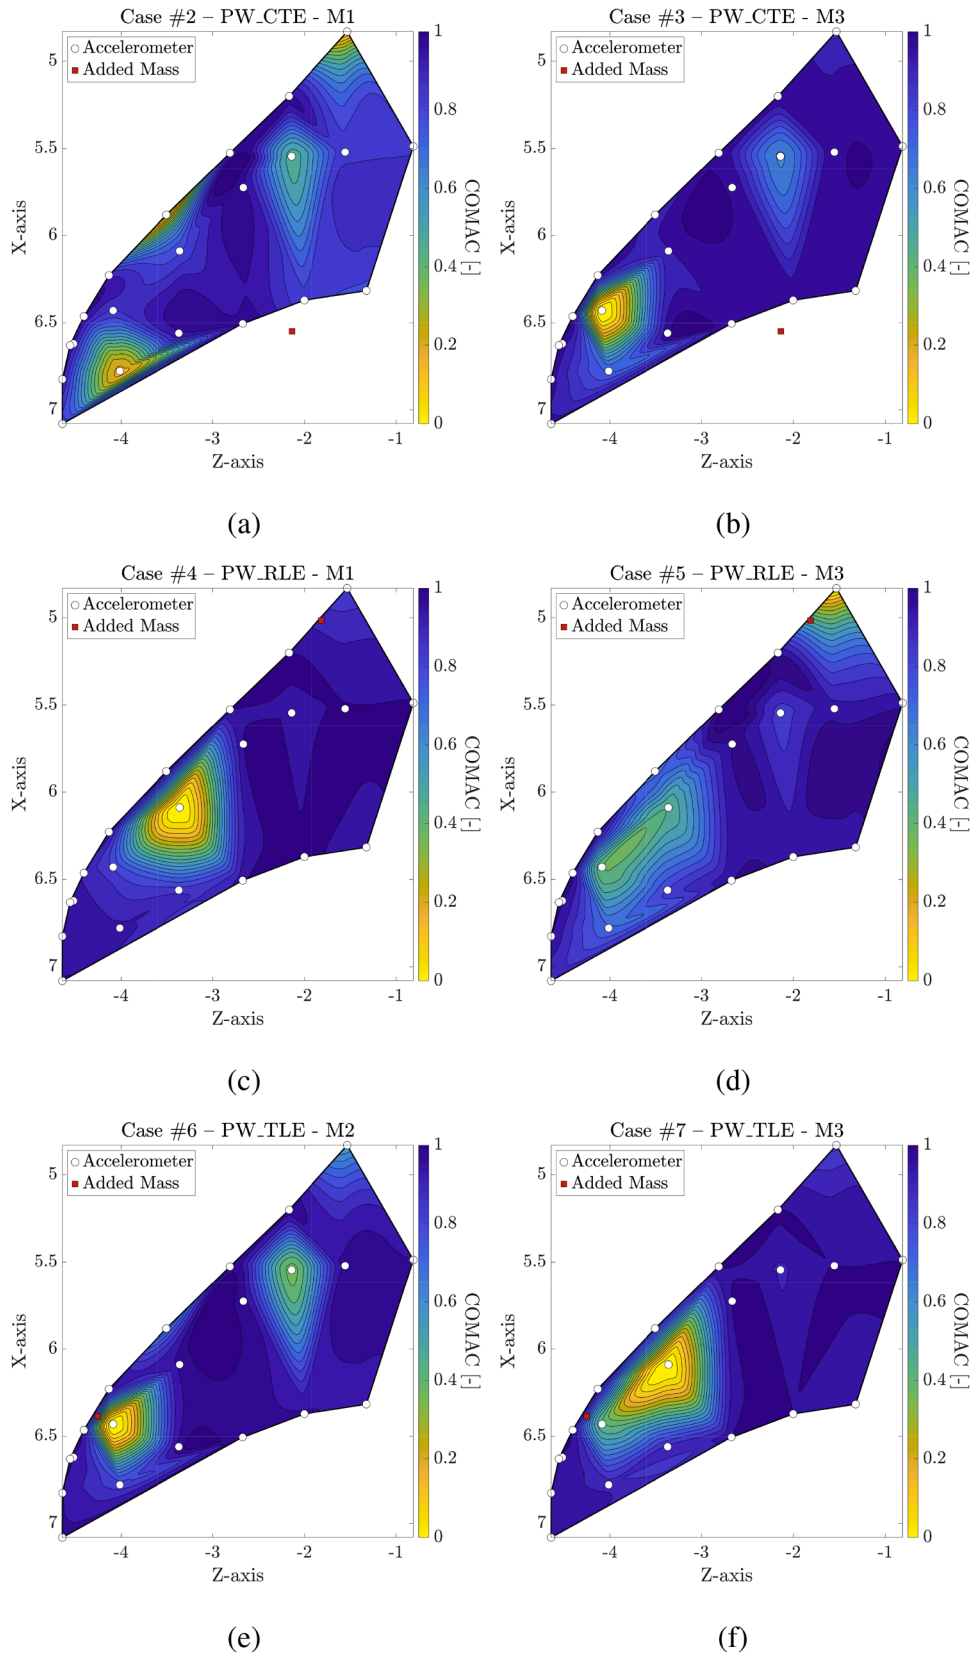 Case #2 – PW_CTE - M1
Accelerometer
Added Mass
5
5.5
6
6.5
7
X-axis
-4
-3
-2
-1
Z-axis
1
0.8
0.6
0.4
0.2
0
COMAC [-]
(a)
Case #3 – PW_CTE - M3
Accelerometer
Added Mass
5
5.5
6
6.5
7
X-axis
-4
-3
-2
-1
Z-axis
1
0.8
0.6
0.4
0.2
0
COMAC [-]
(b)
Case #4 – PW_RLE - M1
Accelerometer
Added Mass
5
5.5
6
6.5
7
X-axis
-4
-3
-2
-1
Z-axis
1
0.8
0.6
0.4
0.2
0
COMAC [-]
(c)
Case #5 – PW_RLE - M3
Accelerometer
Added Mass
5
5.5
6
6.5
7
X-axis
-4
-3
-2
-1
Z-axis
1
0.8
0.6
0.4
0.2
0
COMAC [-]
(d)
Case #6 – PW_TLE - M2
Accelerometer
Added Mass
5
5.5
6
6.5
7
X-axis
-4
-3
-2
-1
Z-axis
1
0.8
0.6
0.4
0.2
0
COMAC [-]
(e)
Case #7 – PW_TLE - M3
Accelerometer
Added Mass
5
5.5
6
6.5
7
X-axis
-4
-3
-2
-1
Z-axis
1
0.8
0.6
0.4
0.2
0
COMAC [-]
(f)